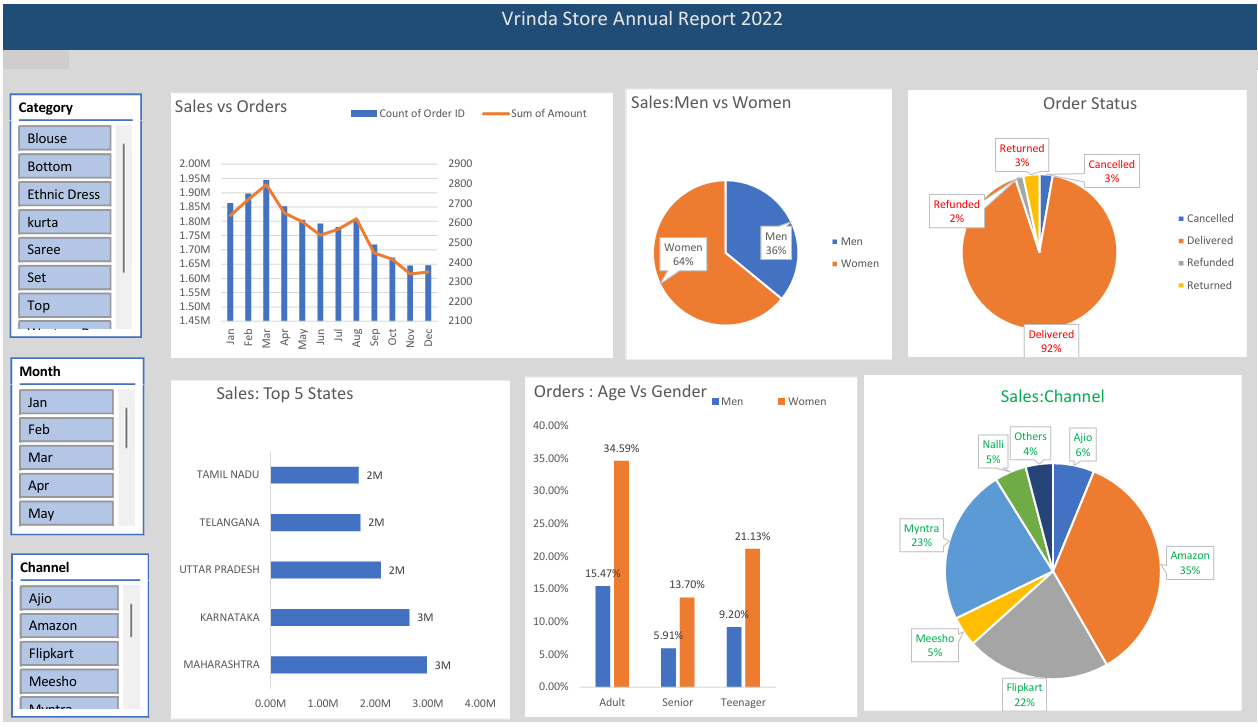 Vrinda Store Annual Report 2022
Category
Blouse
Bottom
Ethnic Dress
kurta
Saree
Set
Top
Month
Jan
Feb
Mar
Apr
May
Channel
Ajio
Amazon
Flipkart
Meesho
Myntra
Sales vs Orders
Count of Order ID
Sum of Amount
2.00M
1.95M
1.90M
1.85M
1.80M
1.75M
1.70M
1.65M
1.60M
1.55M
1.50M
1.45M
2900
2800
2700
2600
2500
2400
2300
2200
2100
Jan
Feb
Mar
Apr
May
Jun
Jul
Aug
Sep
Oct
Nov
Dec
Sales:Men vs Women
Women
64%
Men
36%
Men
Women
Order Status
Returned
3%
Cancelled
3%
Refunded
2%
Delivered
92%
Cancelled
Delivered
Refunded
Returned
Sales: Top 5 States
TAMIL NADU
2M
TELANGANA
2M
UTTAR PRADESH
2M
KARNATAKA
3M
MAHARASHTRA
3M
0.00M 1.00M 2.00M 3.00M 4.00M
Orders : Age Vs Gender
Men
Women
40.00%
35.00%
30.00%
25.00%
20.00%
15.00%
10.00%
5.00%
0.00%
15.47%
34.59%
5.91%
13.70%
9.20%
21.13%
Adult Senior Teenager
Sales:Channel
Nalli
5%
Others
4%
Ajio
6%
Myntra
23%
Amazon
35%
Meesho
5%
Flipkart
22%